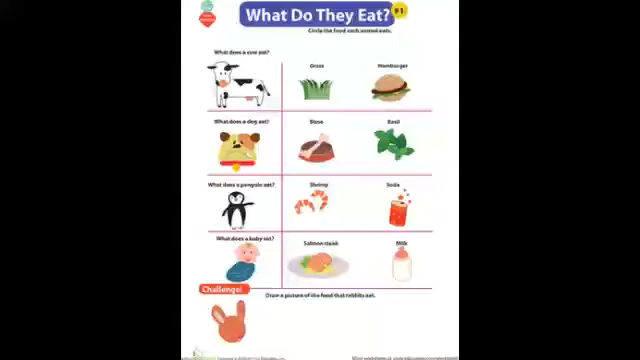 What Do They Eat?
#1
Circle the food each animal eats.
What does a cow eat?
Grass
Hamburger
What does a dog eat?
Bone
Basil
What does a penguin eat?
Shrimp
Soda
What does a baby eat?
Salmon steak
Milk
Challenge!
Draw a picture of the food that rabbits eat.